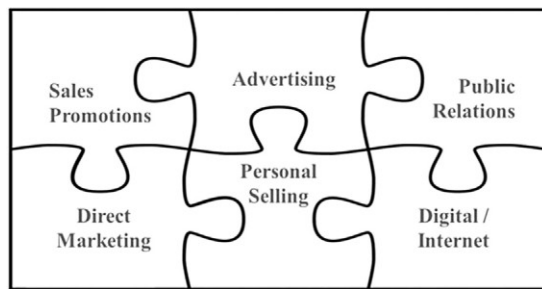 Sales
Promotions
Advertising
Public
Relations
Direct
Marketing
Personal
Selling
Digital /
Internet